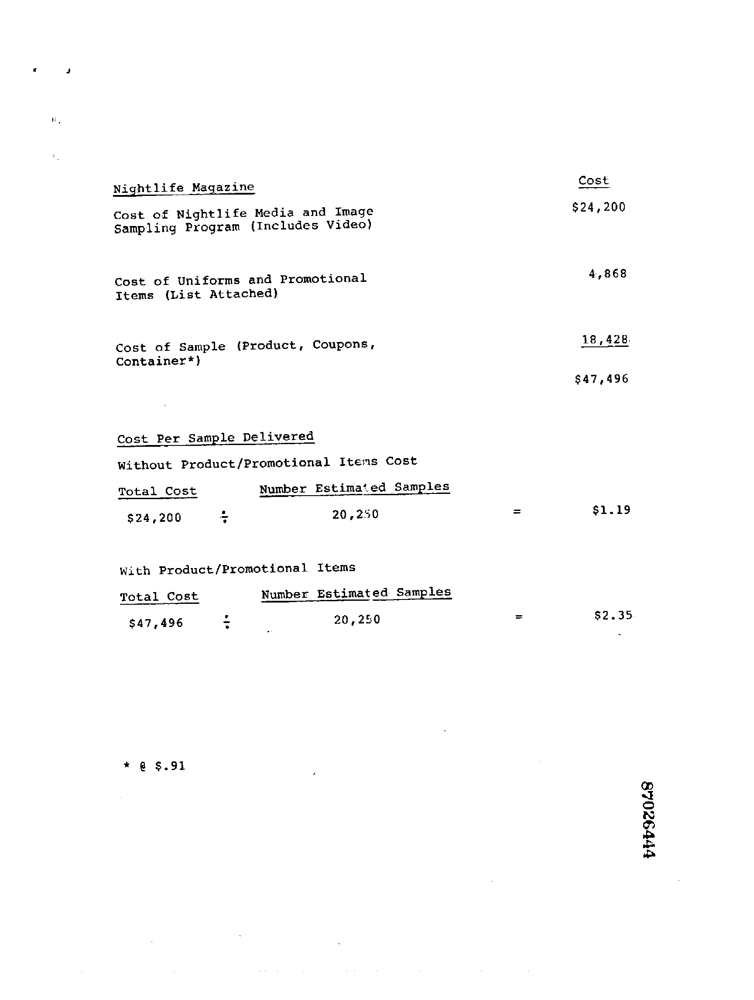 Nightlife Magazine Cost
Cost of Nightlife Media and Image $24,200
Sampling Program (Includes Video)
Cost of Uniforms and Promotional 4,868
Items (List Attached)
Cost of Sample (Product, Coupons, 18,428
Container*)
$47,496
Cost Per Sample Delivered
Without Product/Promotional Items Cost
Total Cost Number Estimated Samples
$24,200 ÷ 20,250 = $1.19
With Product/Promotional Items
Total Cost Number Estimated Samples
$47,496 ÷ 20,250 = $2.35
* @ $.91
87026444